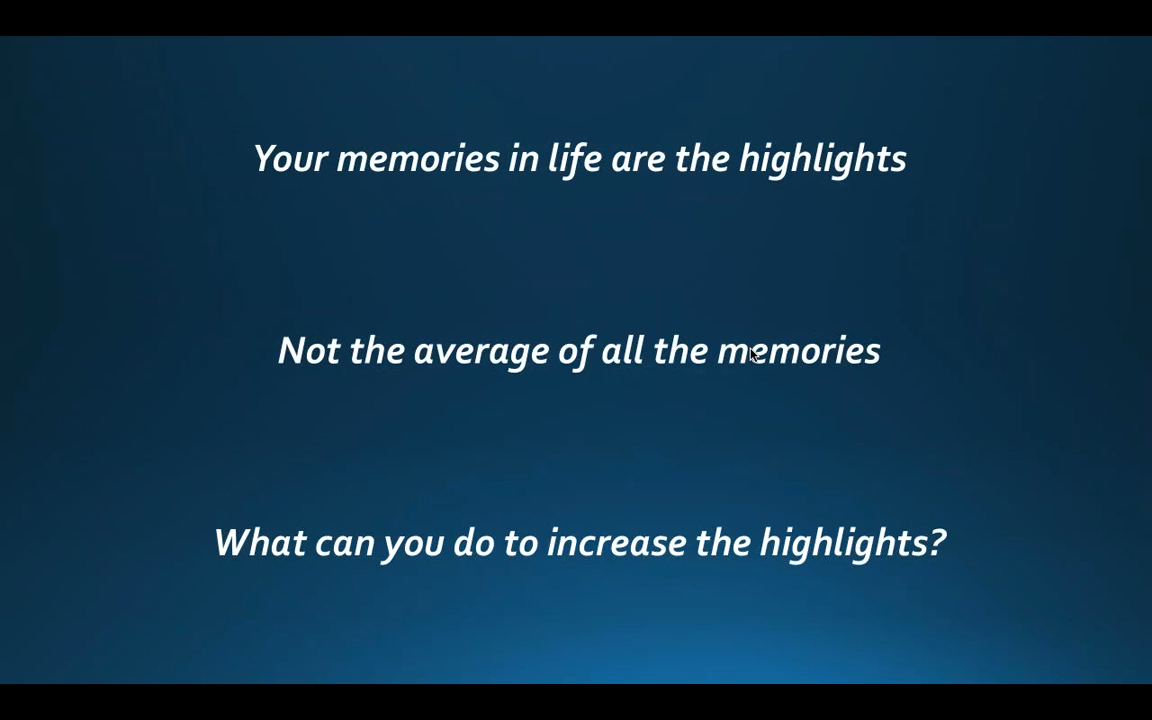 Your memories in life are the highlights
Not the average of all the memories
What can you do to increase the highlights?